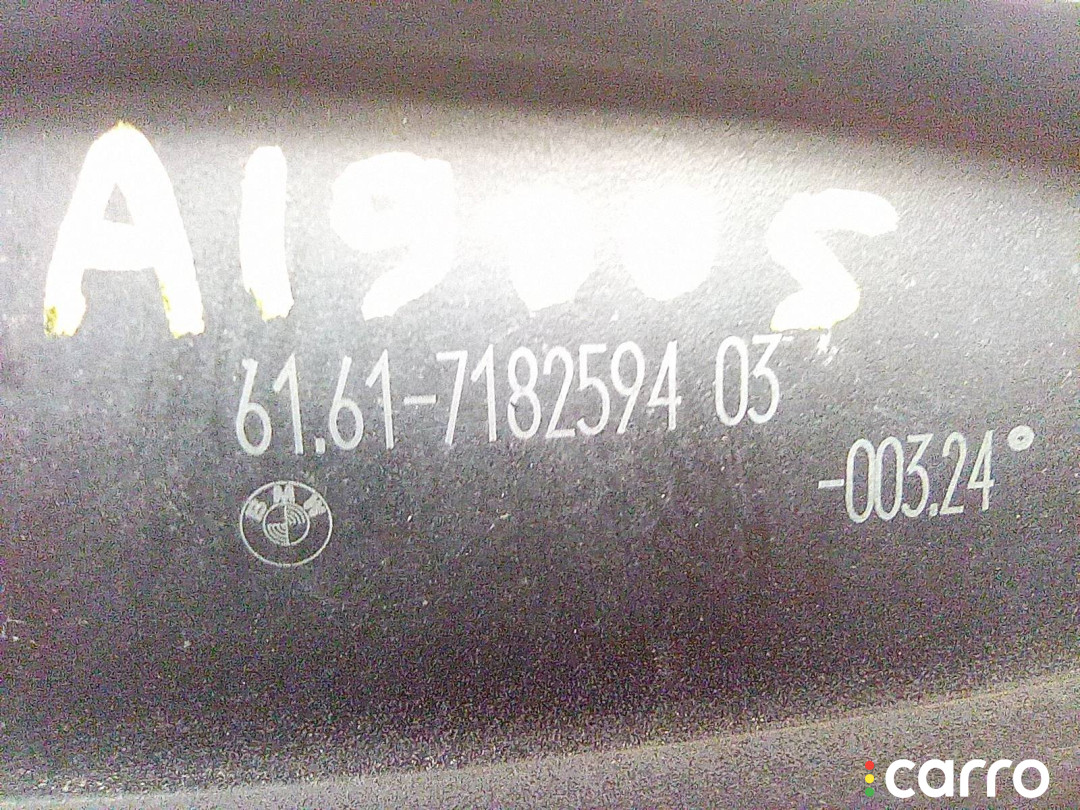 A1900S
61.61-7182594 03
-003.24°
BMW
carro